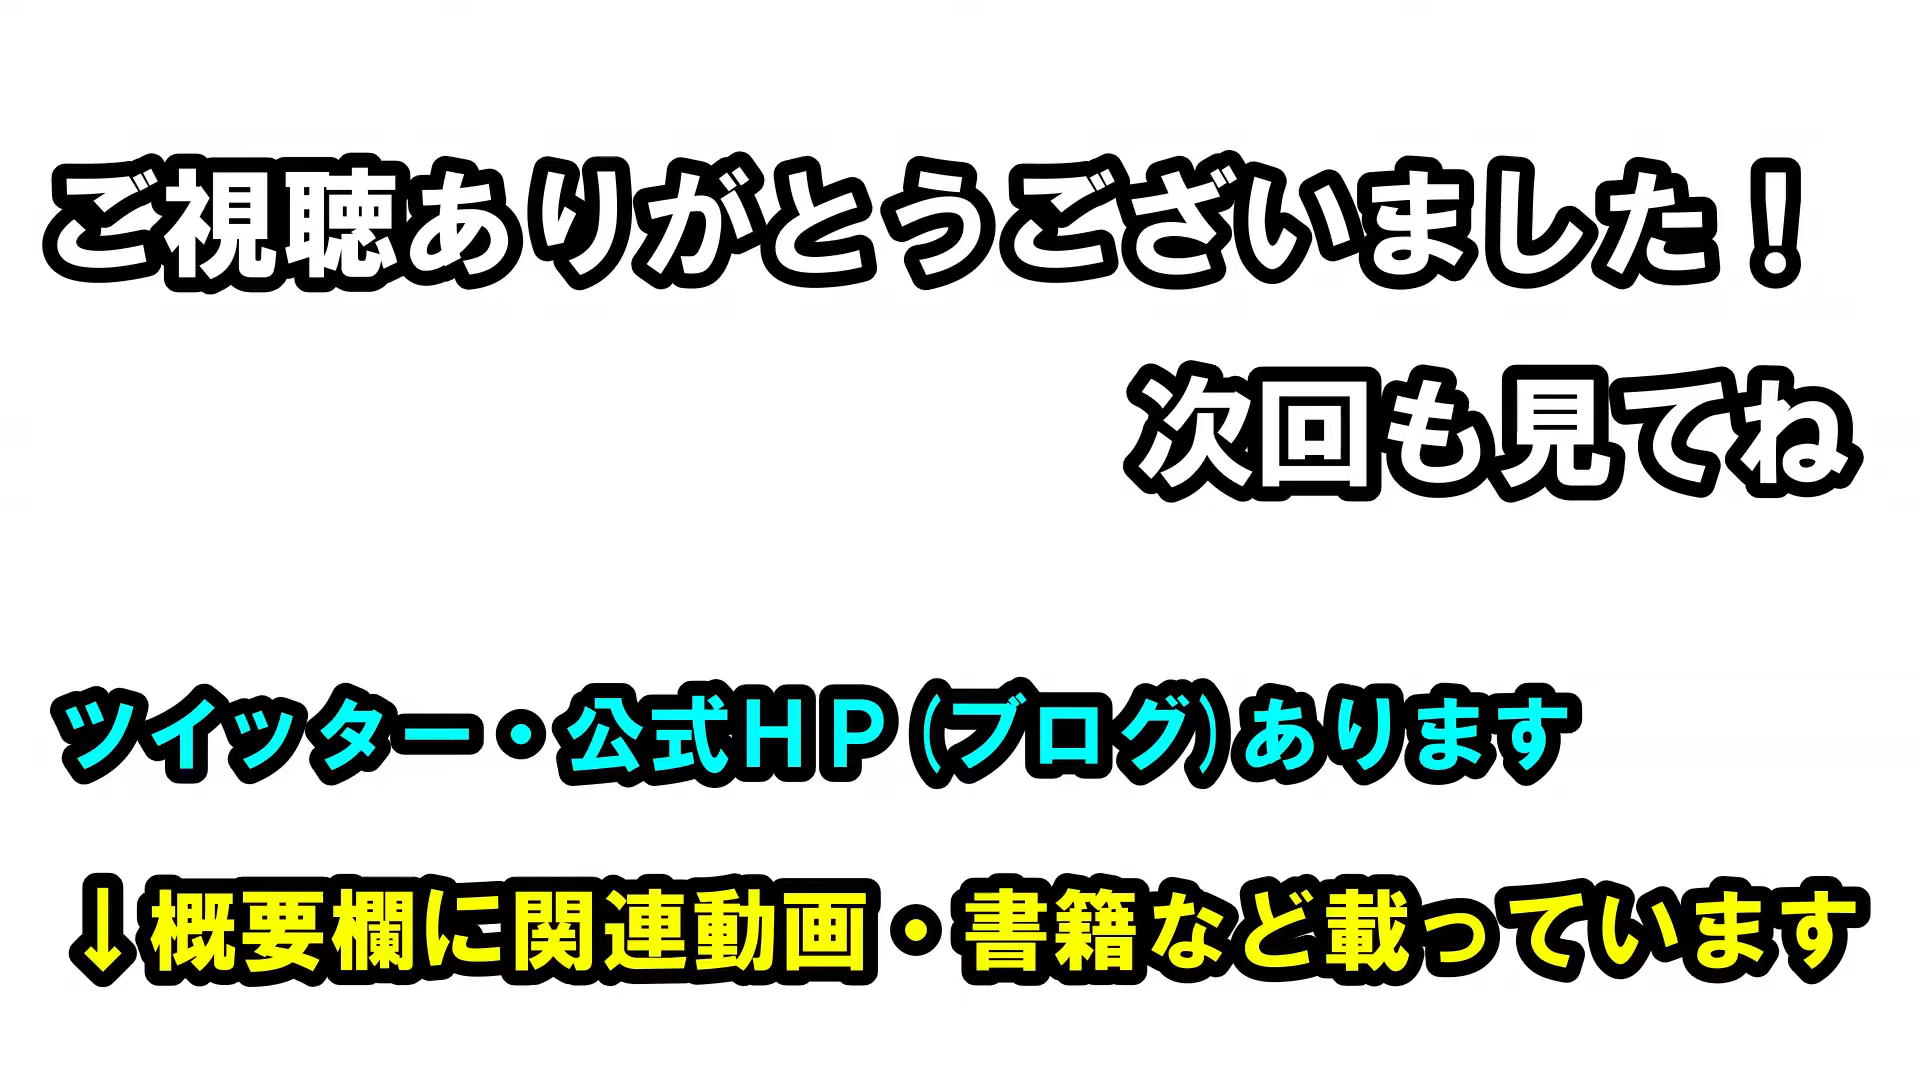 ご視聴ありがとうございました！
次回も見てね
ツイッター・公式ＨＰ(ブログ)あります
↓概要欄に関連動画・書籍など載っています